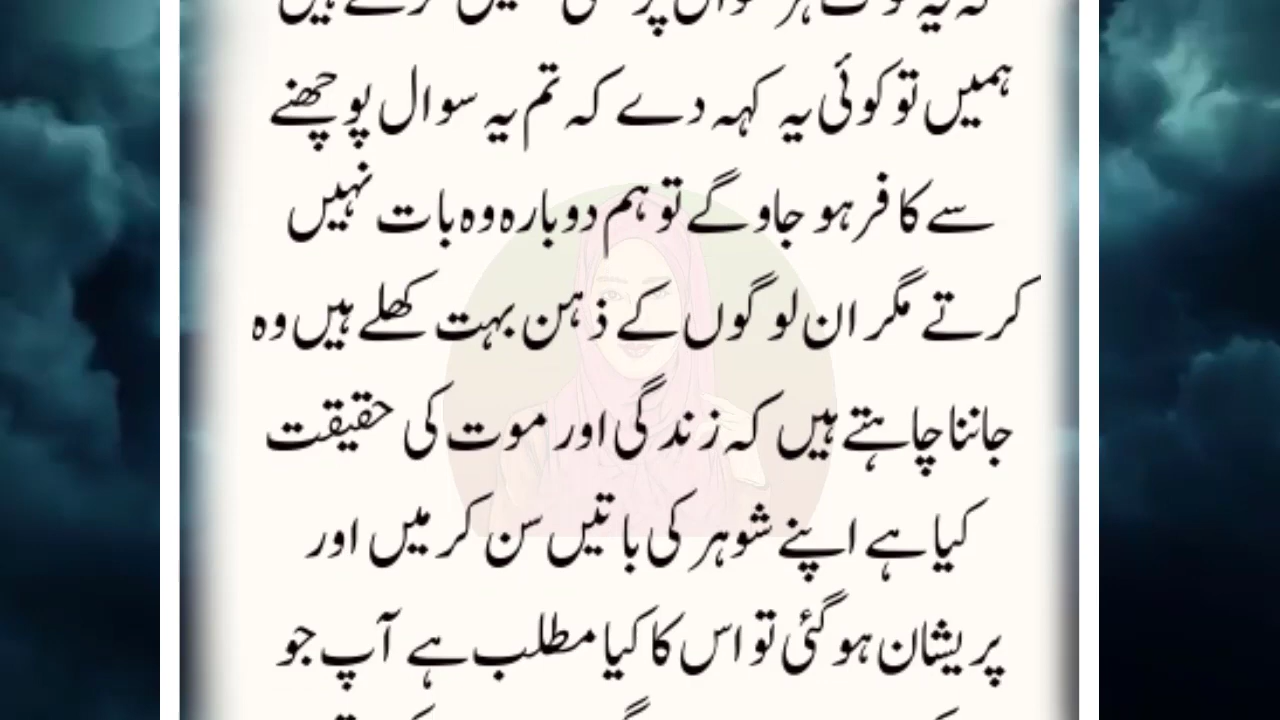 ہمیں تو کوئی یہ کہہ دے کہ تم یہ سوال پوچھنے
سے کافر ہو جاوگے تو ہم دوبارہ وہ بات نہیں
کرتے مگر ان لوگوں کے ذہن بہت کھلے ہیں وہ
جاننا چاہتے ہیں کہ زندگی اور موت کی حقیقت
کیا ہے اپنے شوہر کی باتیں سن کر میں اور
پریشان ہو گئی تو اس کا کیا مطلب ہے آپ جو